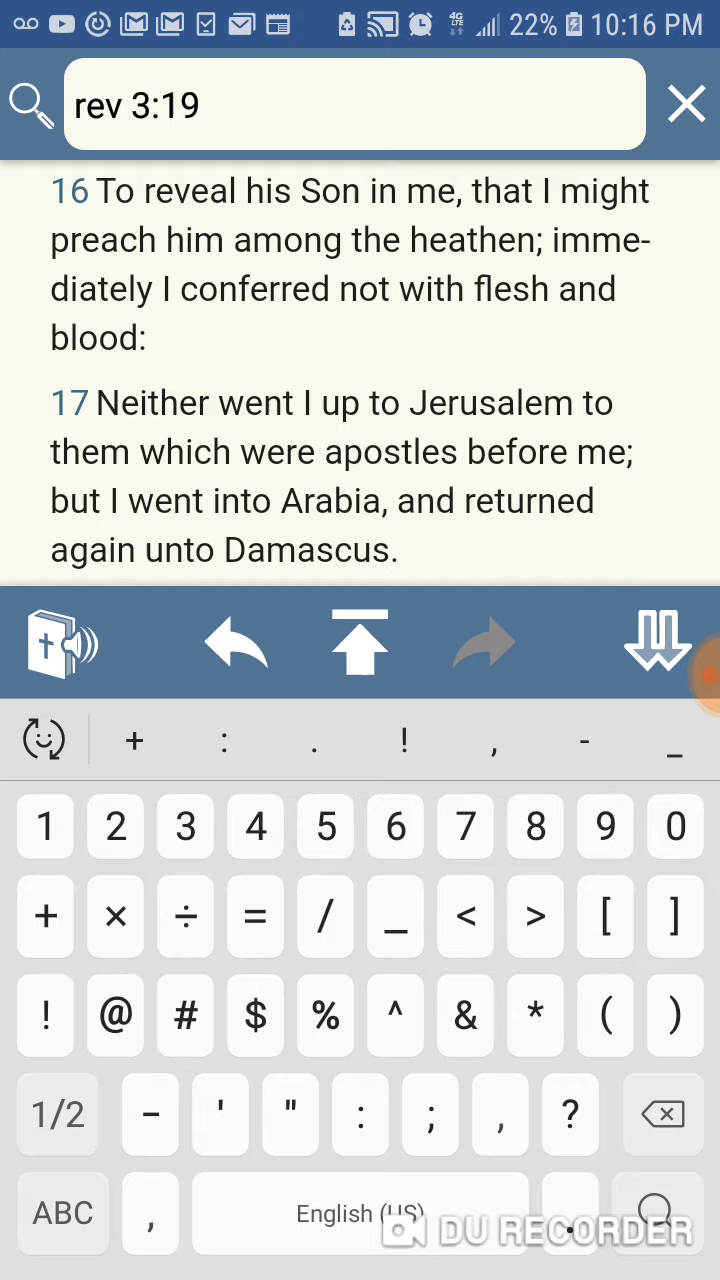 4G LTE 22% 10:16 PM
rev 3:19
16 To reveal his Son in me, that I might
preach him among the heathen; imme-
diately I conferred not with flesh and
blood:
17 Neither went I up to Jerusalem to
them which were apostles before me;
but I went into Arabia, and returned
again unto Damascus.
+ : . ! , - _
1 2 3 4 5 6 7 8 9 0
+ × ÷ = / _ < > [ ]
! @ # $ % ^ & * ( )
1/2 - ' " : ; , ?
ABC , English (US) .
DU RECORDER